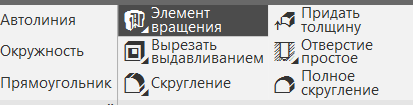 Автолиния
Элемент
вращения
Придать
толщину
Окружность
Вырезать
выдавливанием
Отверстие
простое
Прямоугольник
Скругление
Полное
скругление